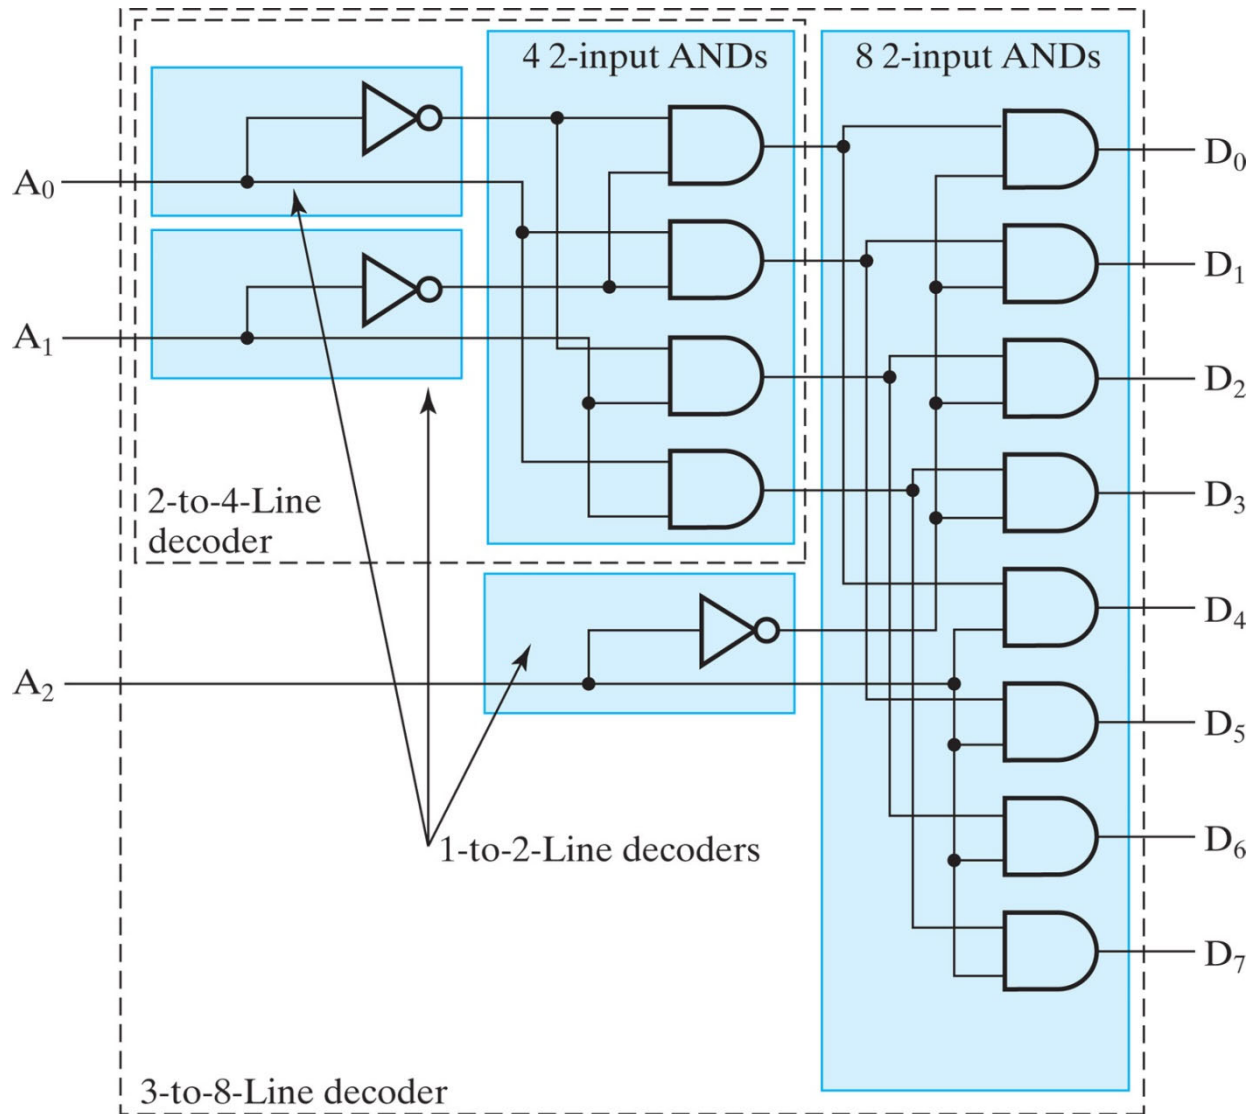 4 2-input ANDs
8 2-input ANDs
A₀
A₁
A₂
2-to-4-Line
decoder
1-to-2-Line decoders
3-to-8-Line decoder
D₀
D₁
D₂
D₃
D₄
D₅
D₆
D₇